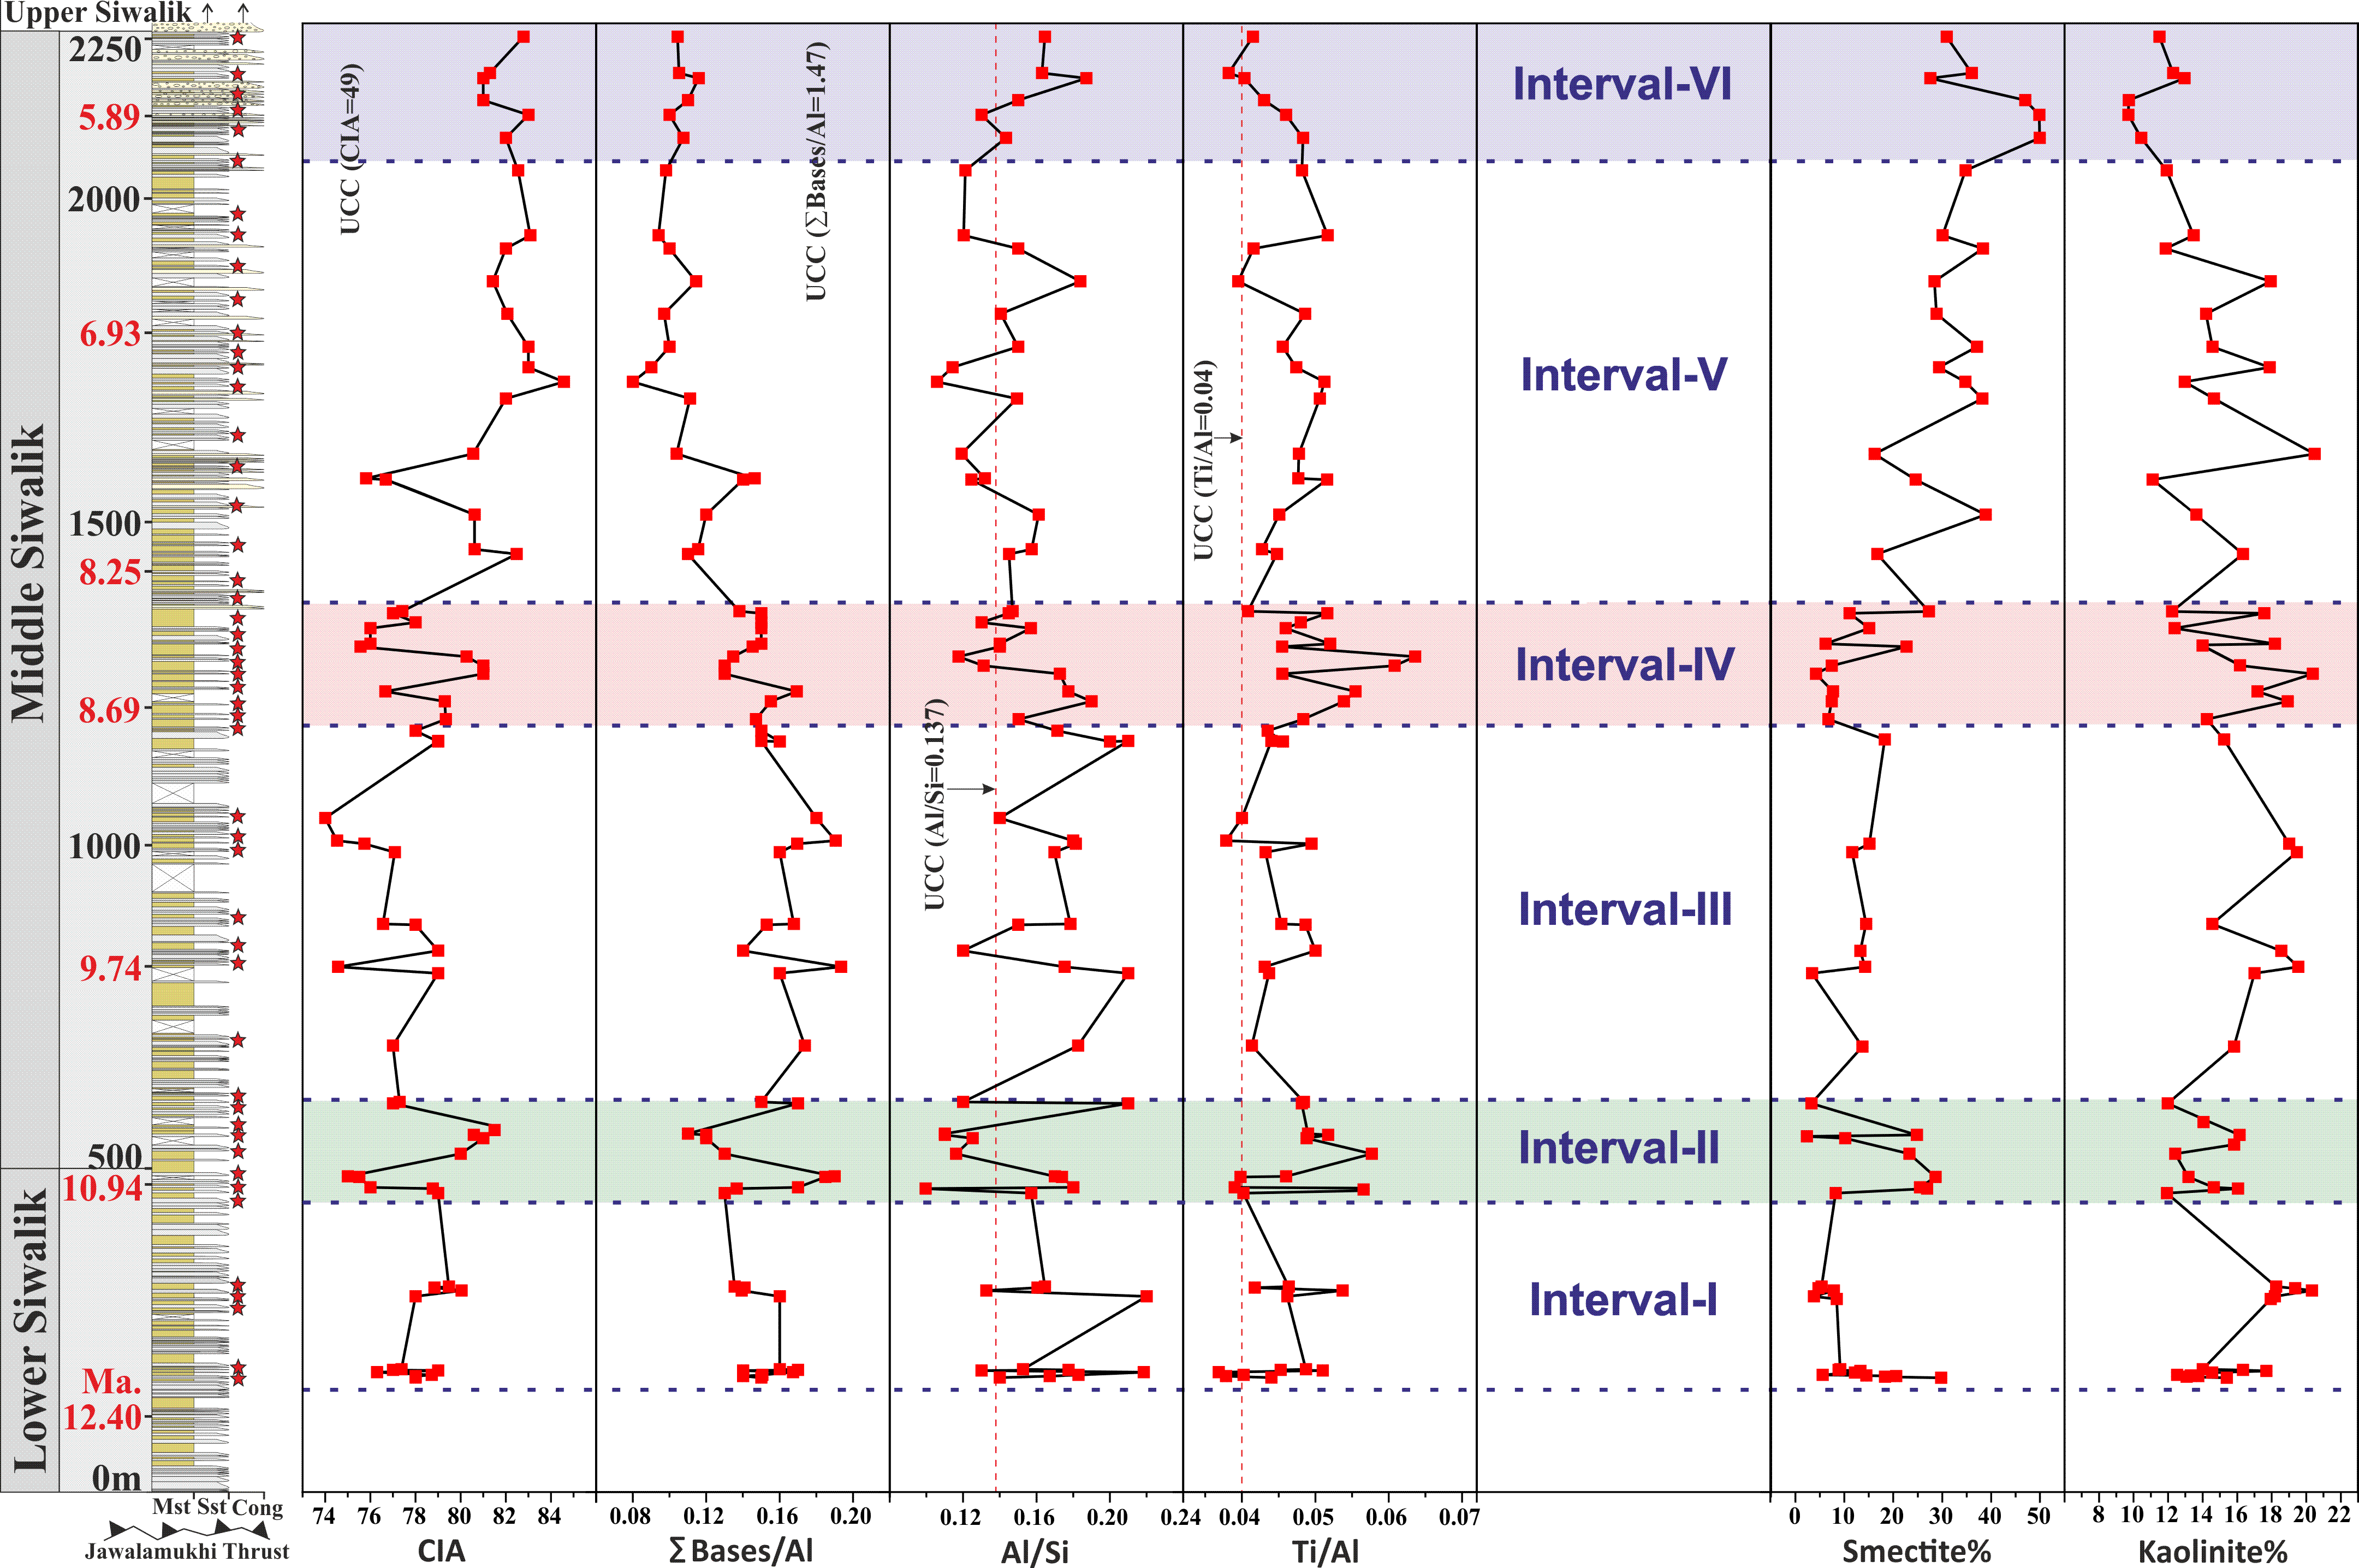 Upper Siwalik
2250
5.89
2000
6.93
1500
8.25
8.69
1000
9.74
500
10.94
Ma.
12.40
0m
Middle Siwalik
Lower Siwalik
Mst Sst Cong
Jawalamukhi Thrust
UCC (CIA=49)
UCC (∑Bases/Al=1.47)
UCC (Al/Si=0.137)
UCC (Ti/Al=0.04)
Interval-VI
Interval-V
Interval-IV
Interval-III
Interval-II
Interval-I
74 76 78 80 82 84
0.08 0.12 0.16 0.20
0.12 0.16 0.20 0.24
0.04 0.05 0.06 0.07
0 10 20 30 40 50
8 10 12 14 16 18 20 22
CIA
∑Bases/Al
Al/Si
Ti/Al
Smectite%
Kaolinite%